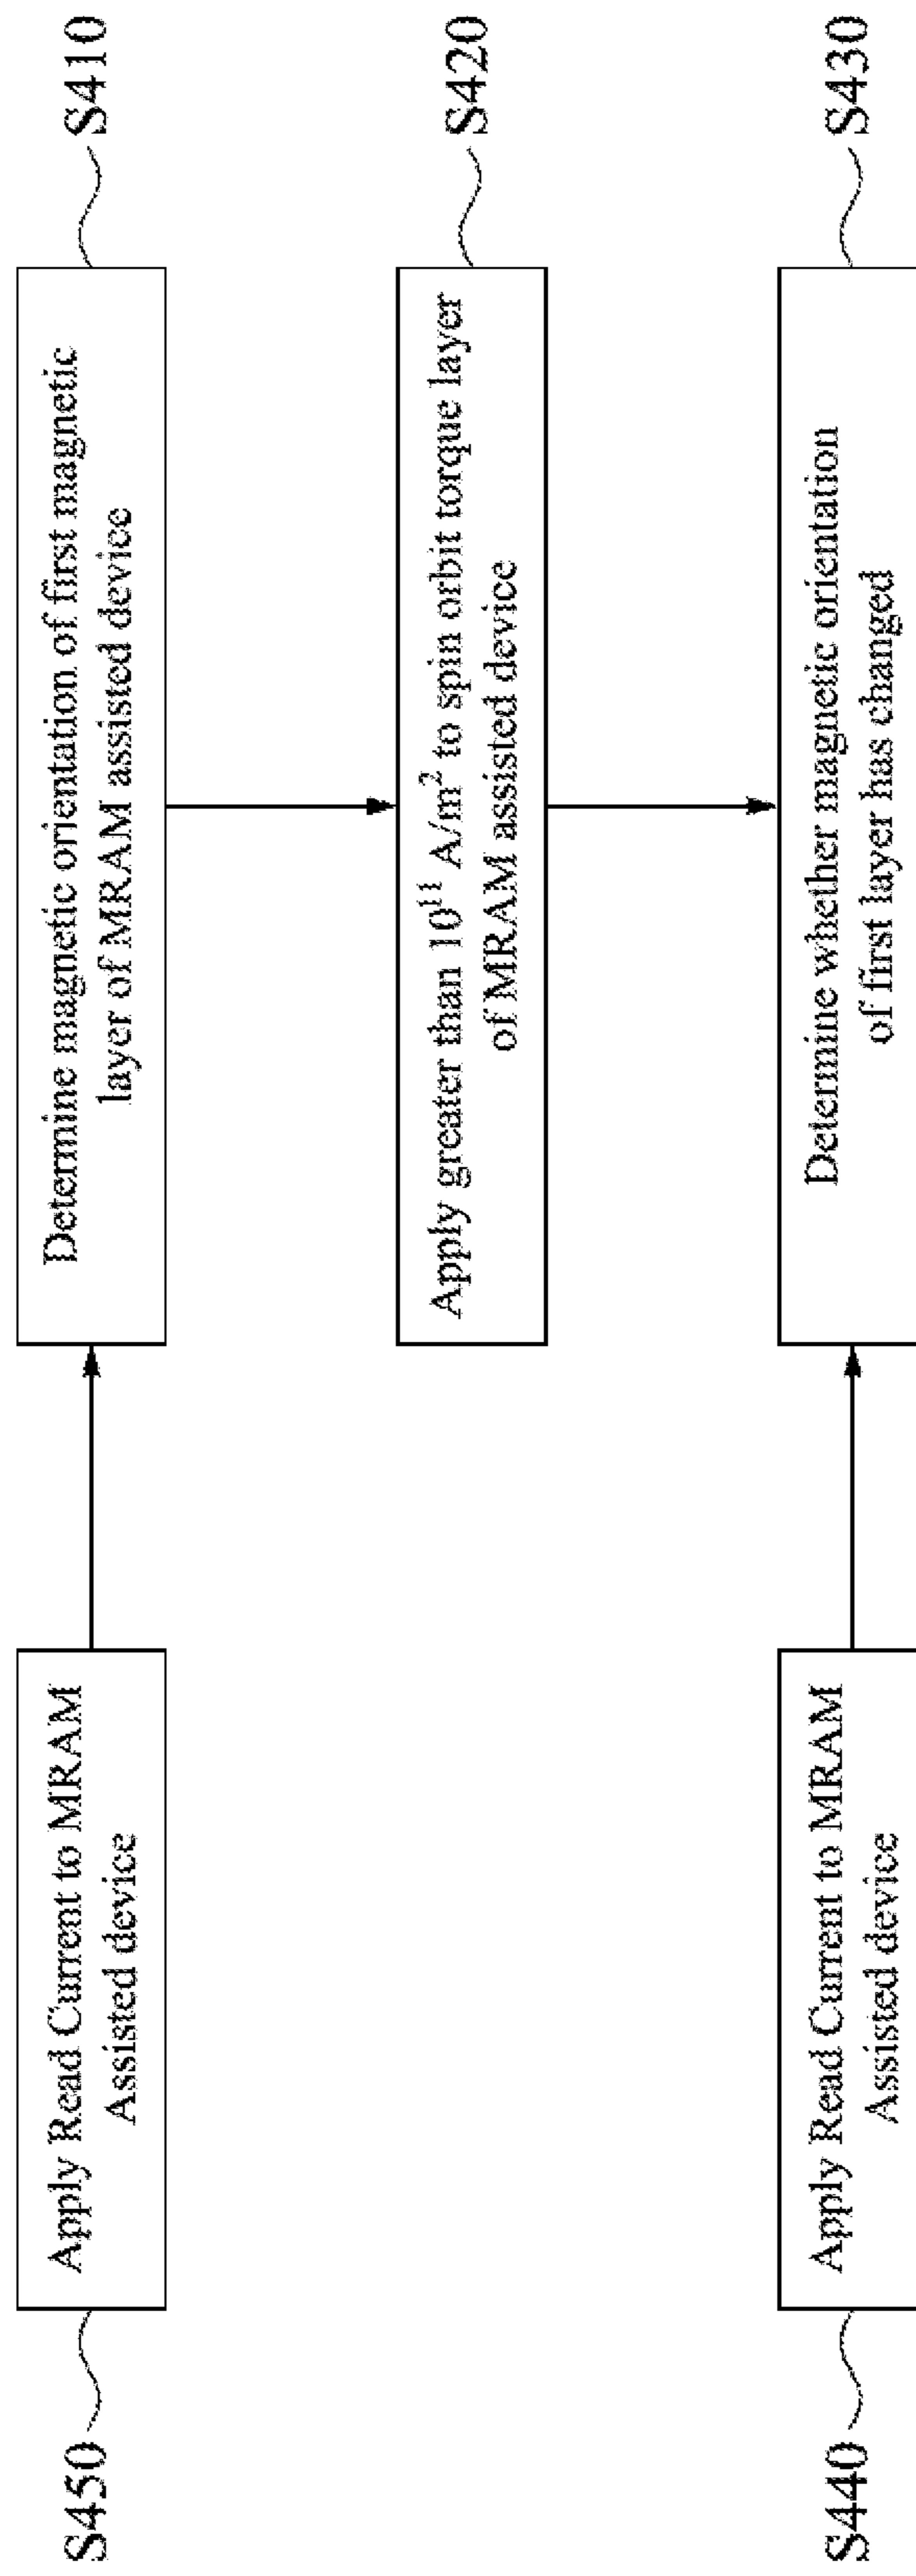 S450
Apply Read Current to MRAM
Assisted device
Determine magnetic orientation of first magnetic
layer of MRAM assisted device
S410
Apply greater than 10¹¹ A/m² to spin orbit torque layer
of MRAM assisted device
S420
S440
Apply Read Current to MRAM
Assisted device
Determine whether magnetic orientation
of first layer has changed
S430